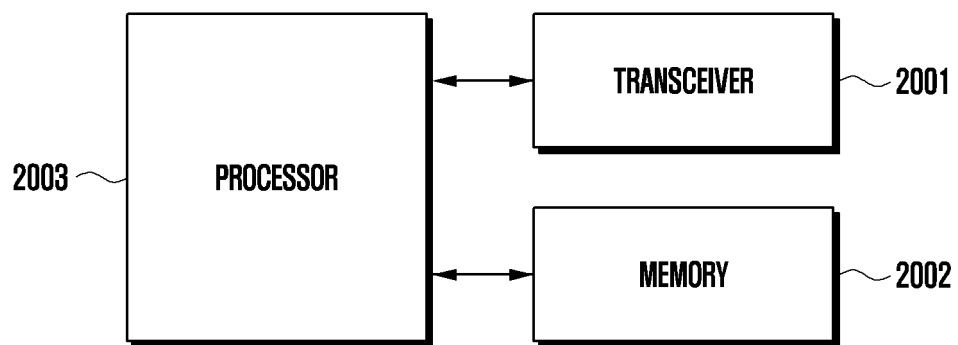 TRANSCEIVER
2001
2003
PROCESSOR
MEMORY
2002